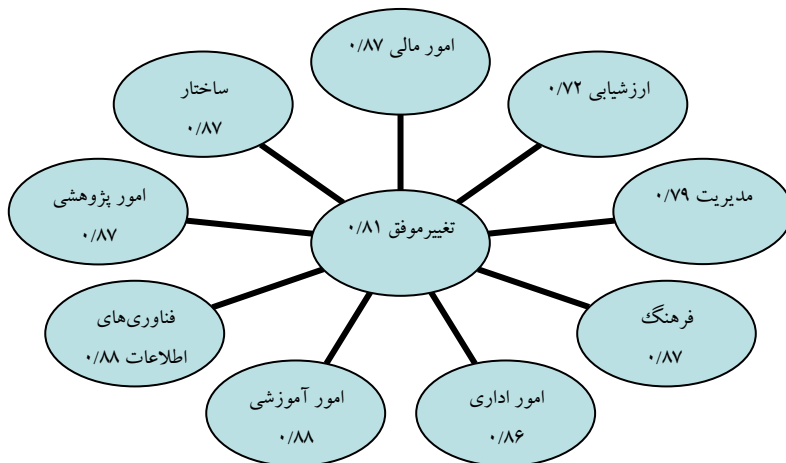 امور مالی ۰/۸۷
ساختار
۰/۸۷
ارزشیابی ۰/۷۲
امور پژوهشی
۰/۸۷
مدیریت ۰/۷۹
تغییرموفق ۰/۸۱
فناوری‌های
اطلاعات ۰/۸۸
فرهنگ
۰/۸۷
امور آموزشی
۰/۸۸
امور اداری
۰/۸۶